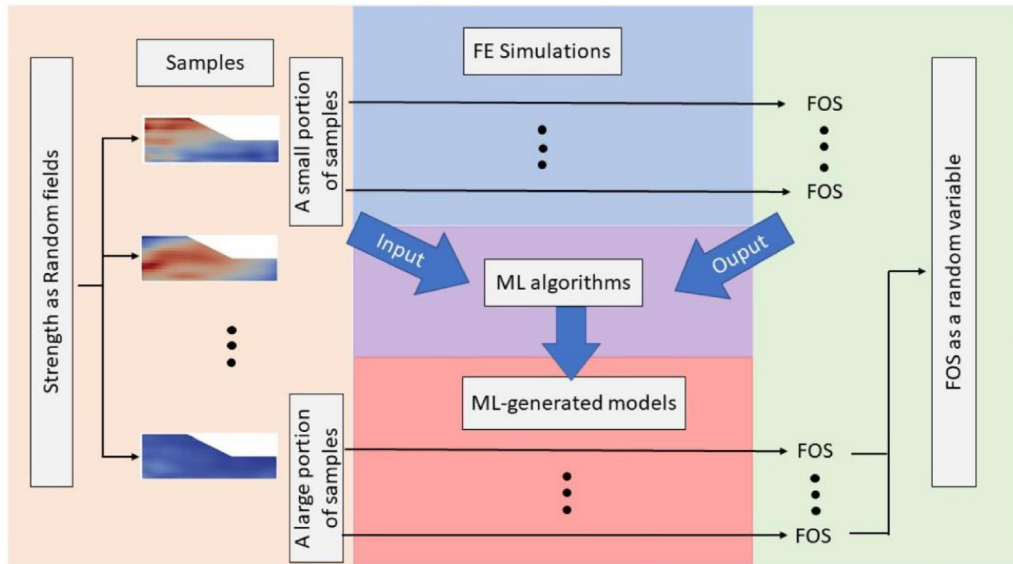 Strength as Random fields
Samples
A small portion
of samples
FE Simulations
FOS
FOS
Input
Ouput
ML algorithms
ML-generated models
A large portion
of samples
FOS
FOS
FOS as a random variable